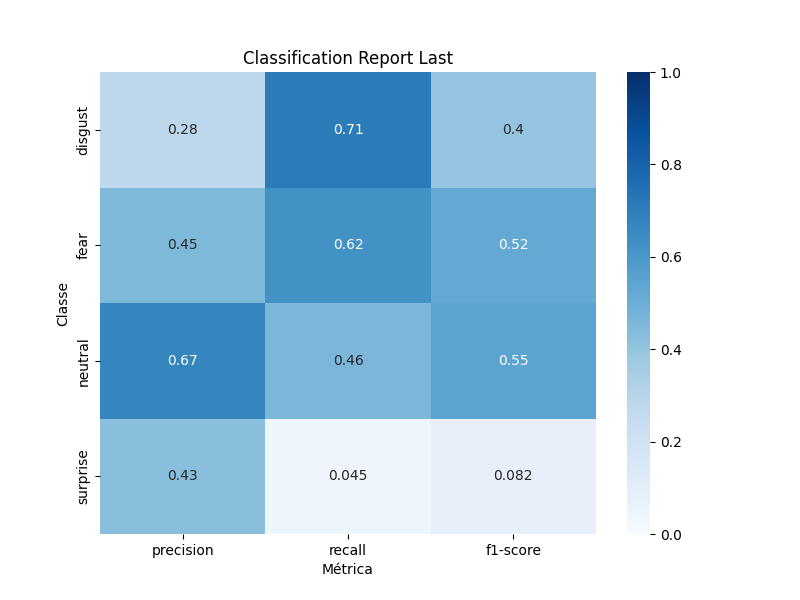 Classification Report Last
disgust 0.28 0.71 0.4
fear 0.45 0.62 0.52
neutral 0.67 0.46 0.55
surprise 0.43 0.045 0.082
precision recall f1-score
Métrica
Classe
1.0
0.8
0.6
0.4
0.2
0.0